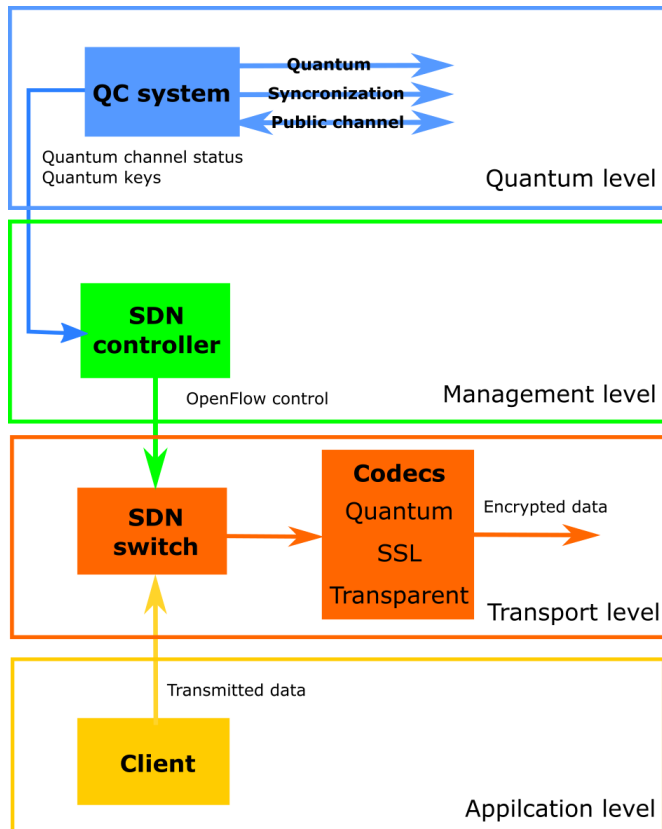 QC system
Quantum
Syncronization
Public channel
Quantum channel status
Quantum keys
Quantum level
SDN
controller
OpenFlow control
Management level
SDN
switch
Codecs
Quantum
SSL
Transparent
Encrypted data
Transport level
Transmitted data
Client
Appilcation level